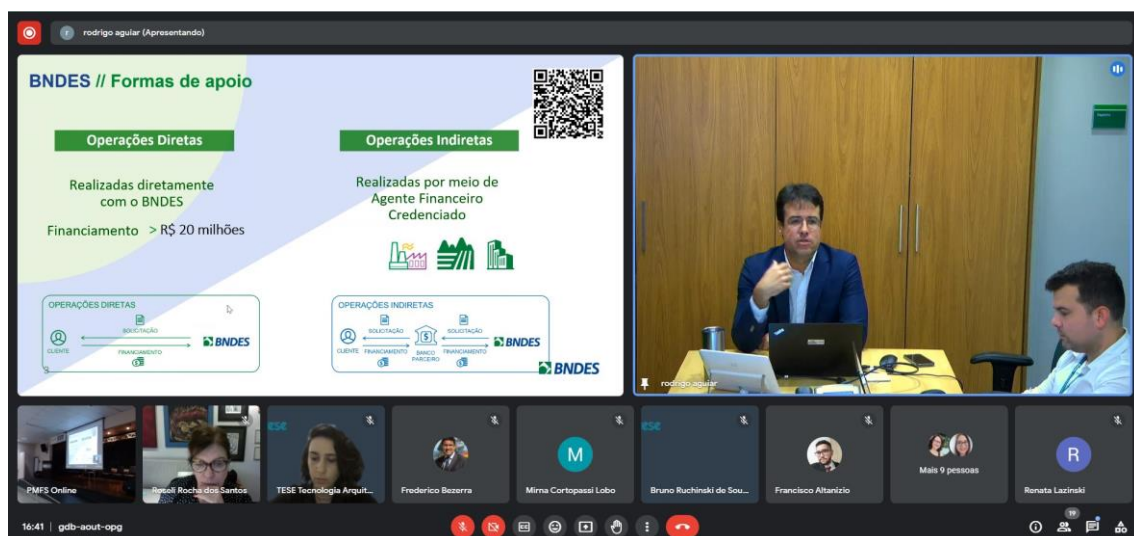 r rodrigo aguiar (Apresentando)
BNDES // Formas de apoio
Operações Diretas
Realizadas diretamente
com o BNDES
Financiamento > R$ 20 milhões
Operações Indiretas
Realizadas por meio de
Agente Financeiro
Credenciado
OPERAÇÕES DIRETAS
SOLICITAÇÃO
CLIENTE
BNDES
FINANCIAMENTO
3
OPERAÇÕES INDIRETAS
SOLICITAÇÃO
SOLICITAÇÃO
CLIENTE
FINANCIAMENTO
BANCO
PARCEIRO
FINANCIAMENTO
BNDES
BNDES
rodrigo aguiar
PMFS Online
Roseli Rocha dos Santos
TESE Tecnologia Arquit...
Frederico Bezerra
M
Mirna Cortopassi Lobo
Bruno Ruchinski de Sou...
Francisco Altanizio
Mais 9 pessoas
R
Renata Lazinski
16:41 | gdb-aout-opg
19